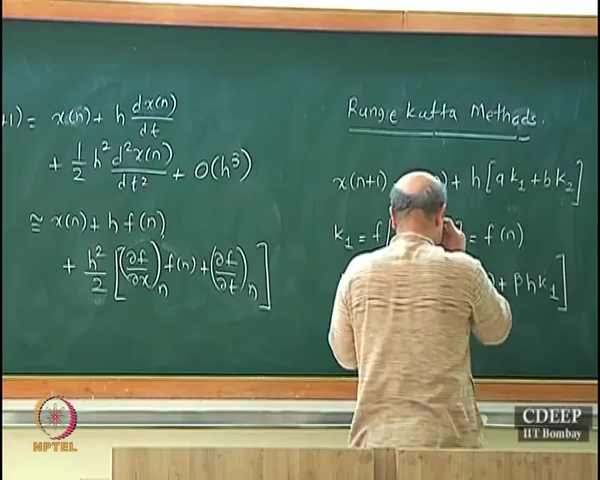 +1) = x(n) + h dx(n)/dt
+ 1/2 h² d²x(n)/dt² + O(h³)
≅ x(n) + h f(n)
+ h²/2 [(∂f/∂x)ₙ f(n) + (∂f/∂t)ₙ]
Runge Kutta Methods.
x(n+1) ) + h[a k₁ + b k₂]
k₁ = f[ = f(n)
) + β h k₁]
NPTEL
CDEEP
IIT Bombay